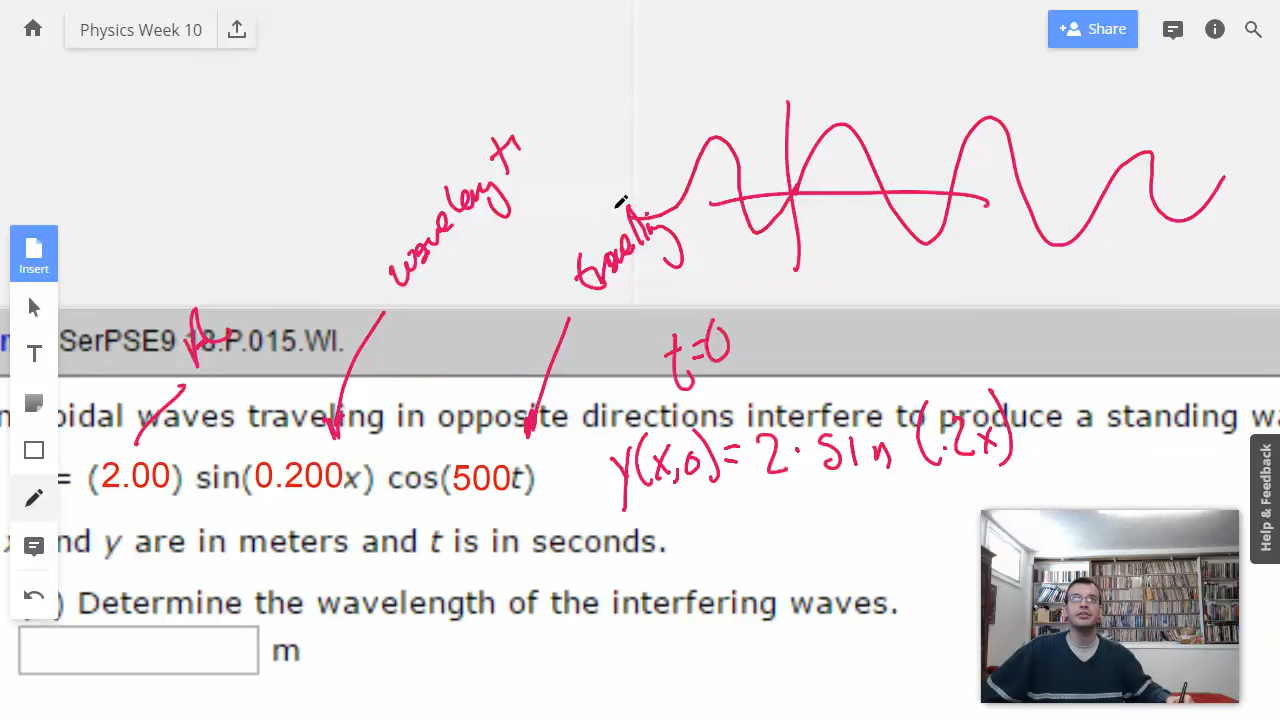 Physics Week 10
Share
wavelength
travelling
Insert
SerPSE9 18.P.015.WI.
t=0
oidal waves traveling in opposite directions interfere to produce a standing wa
y(x,0)= 2· sin (.2x)
= (2.00) sin(0.200x) cos(500t)
nd y are in meters and t is in seconds.
) Determine the wavelength of the interfering waves.
m
Help & Feedback